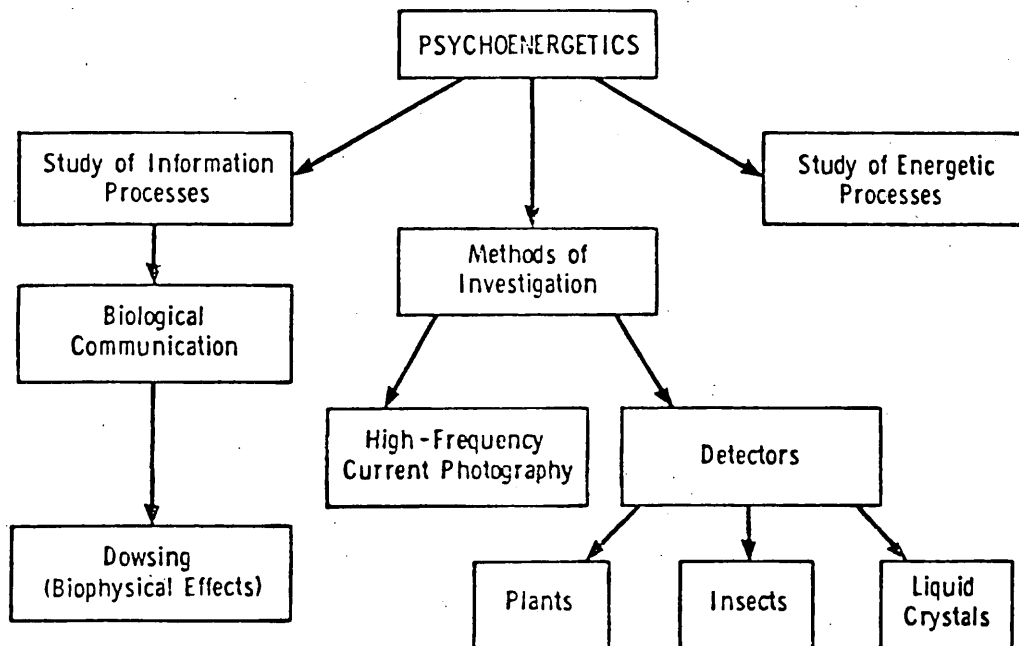 PSYCHOENERGETICS
Study of Information
Processes
Study of Energetic
Processes
Methods of
Investigation
Biological
Communication
High-Frequency
Current Photography
Detectors
Dowsing
(Biophysical Effects)
Plants
Insects
Liquid
Crystals